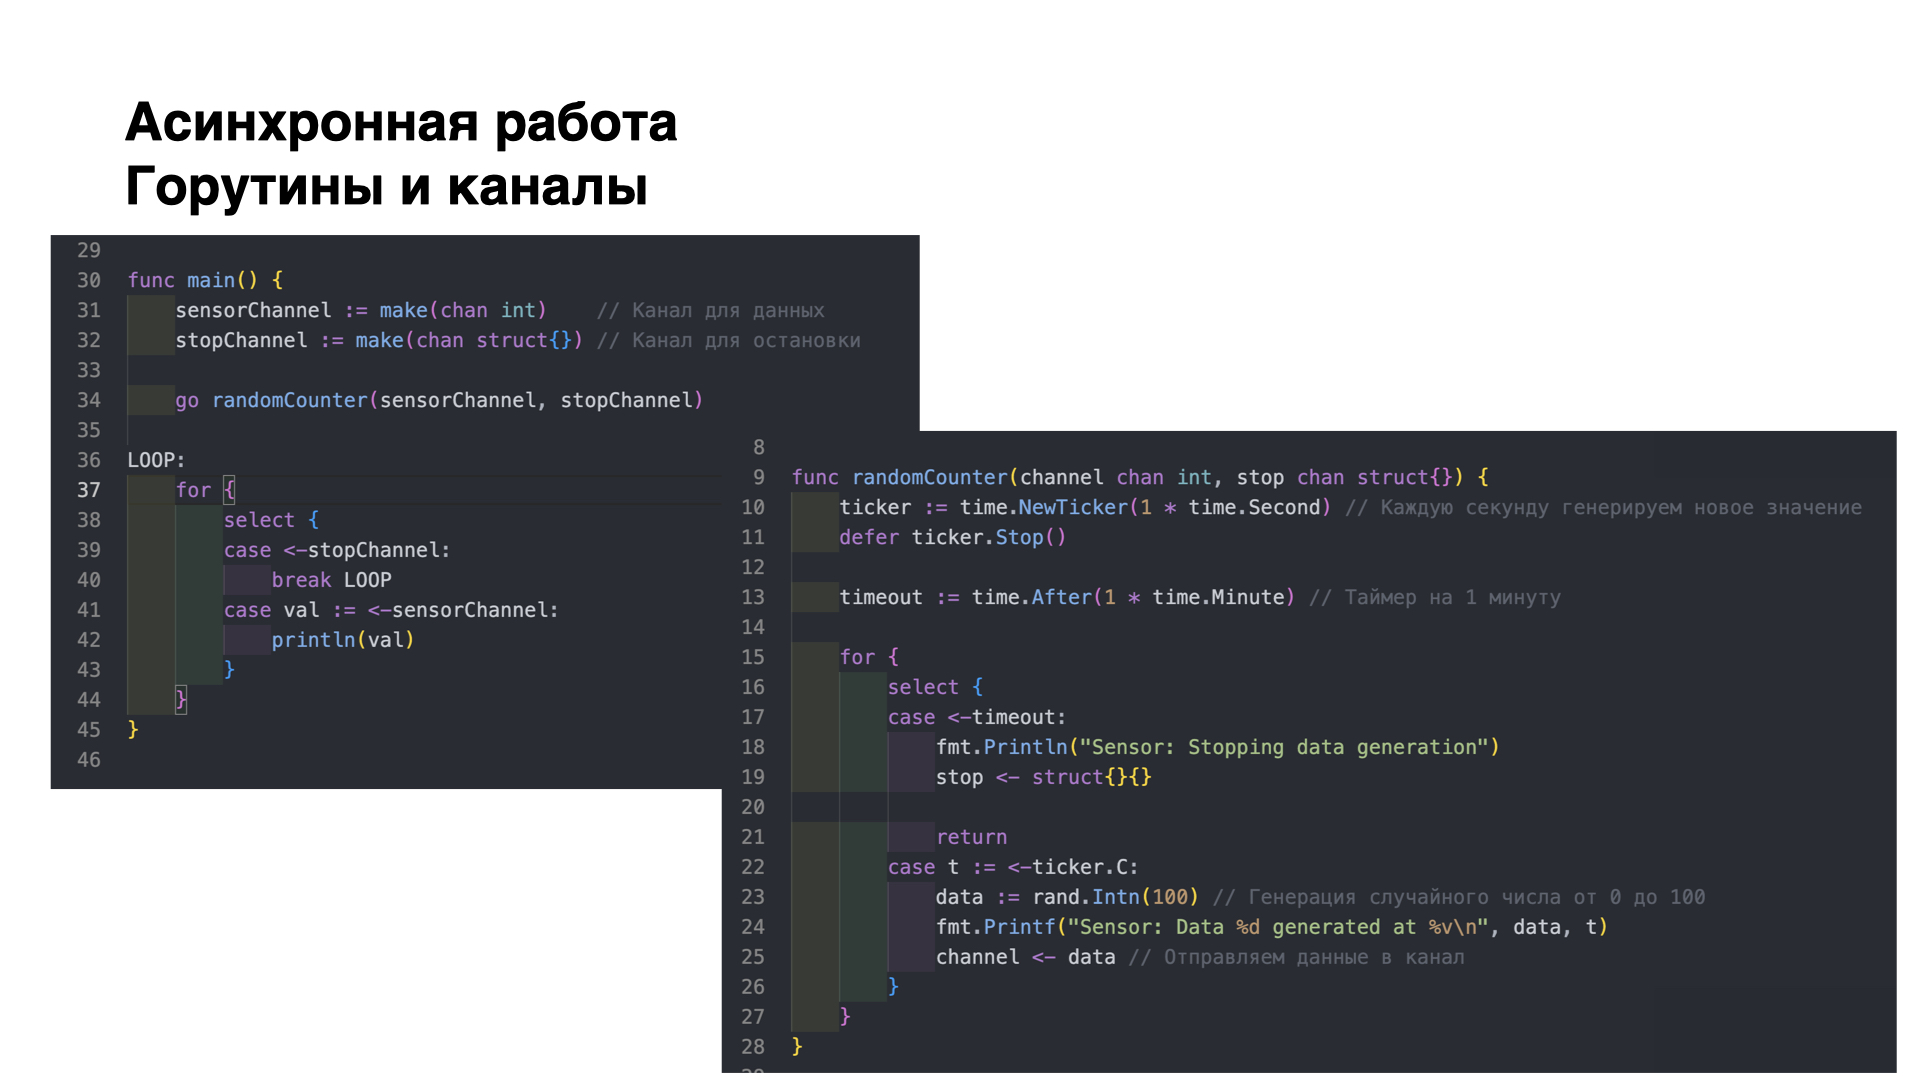 Асинхронная работа
Горутины и каналы
29
30 func main() {
31     sensorChannel := make(chan int)    // Канал для данных
32     stopChannel := make(chan struct{}) // Канал для остановки
33
34     go randomCounter(sensorChannel, stopChannel)
35
36 LOOP:
37     for {
38         select {
39         case <-stopChannel:
40             break LOOP
41         case val := <-sensorChannel:
42             println(val)
43         }
44     }
45 }
46
8
9 func randomCounter(channel chan int, stop chan struct{}) {
10     ticker := time.NewTicker(1 * time.Second) // Каждую секунду генерируем новое значение
11     defer ticker.Stop()
12
13     timeout := time.After(1 * time.Minute) // Таймер на 1 минуту
14
15     for {
16         select {
17         case <-timeout:
18             fmt.Println("Sensor: Stopping data generation")
19             stop <- struct{}{}
20
21             return
22         case t := <-ticker.C:
23             data := rand.Intn(100) // Генерация случайного числа от 0 до 100
24             fmt.Printf("Sensor: Data %d generated at %v\n", data, t)
25             channel <- data // Отправляем данные в канал
26         }
27     }
28 }